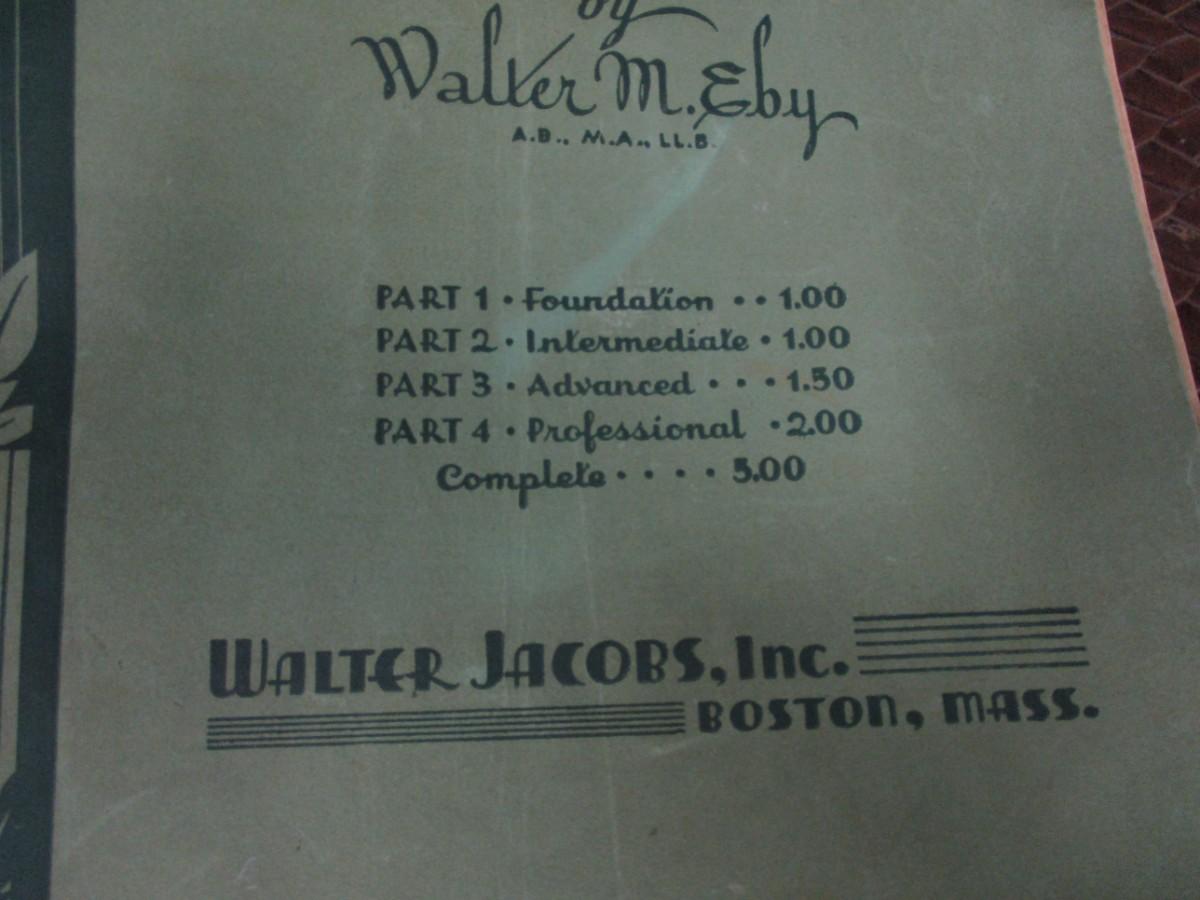 by
Walter M. Eby
A.B., M.A., LL.B.
PART 1 · Foundation · · 1.00
PART 2 · Intermediate · 1.00
PART 3 · Advanced · · · 1.50
PART 4 · Professional · 2.00
Complete · · · · 5.00
WALTER JACOBS, Inc.
BOSTON, MASS.